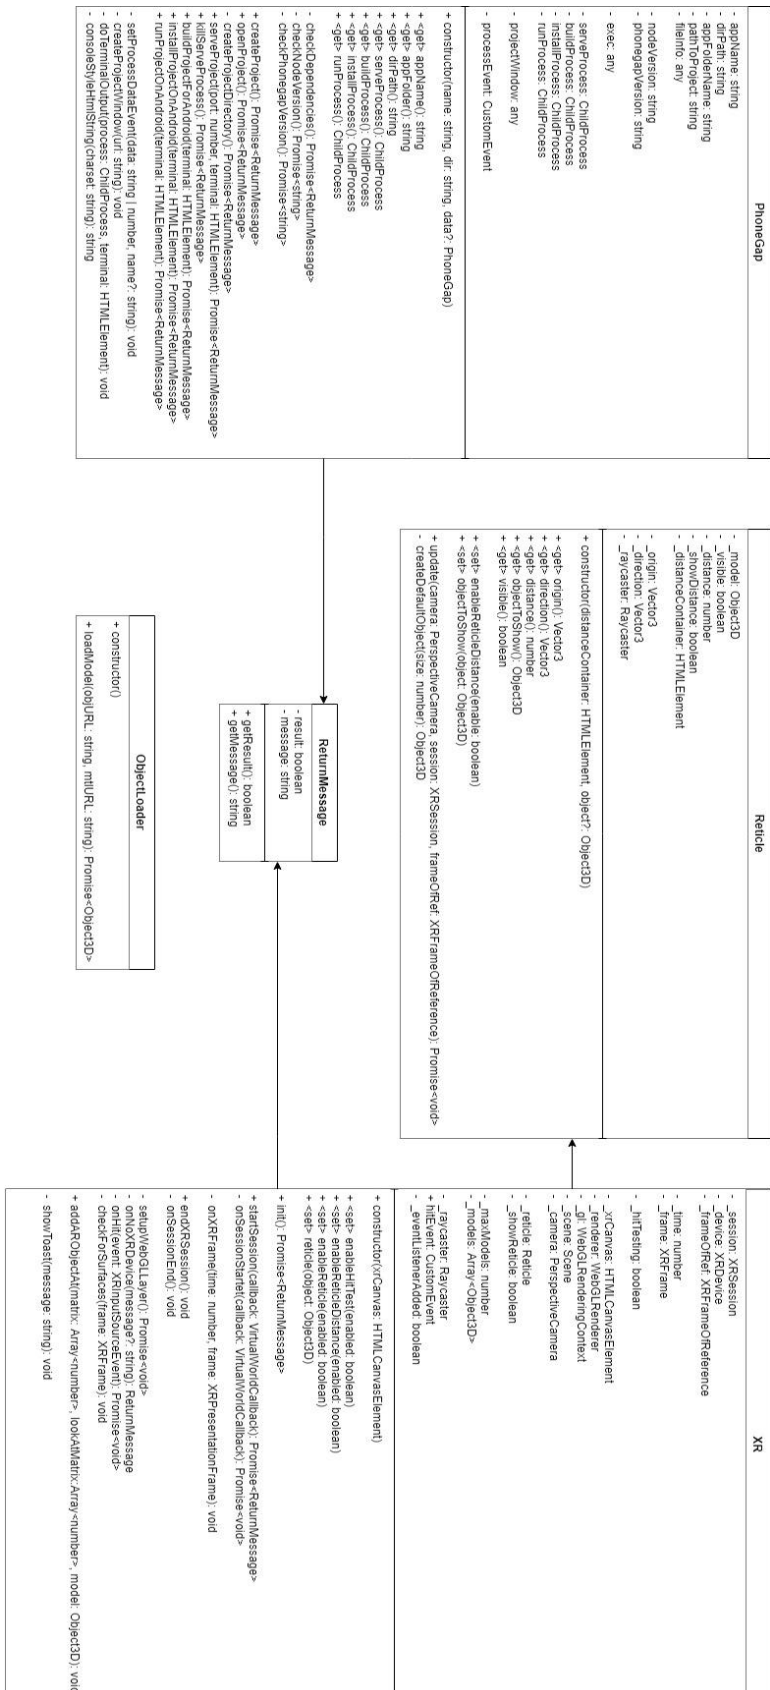 PhoneGap
- appName: string
- dirPath: string
- appFolderName: string
- pathToProject: string
- fileInfo: any
- nodeVersion: string
- phonegapVersion: string
- exec: any
- serveProcess: ChildProcess
- buildProcess: ChildProcess
- installProcess: ChildProcess
- runProcess: ChildProcess
- projectWindow: any
- processEvent: CustomEvent
+ constructor(name: string, dir: string, data?: PhoneGap)
+ <get> appName(): string
+ <get> appFolder(): string
+ <get> dirPath(): string
+ <get> serveProcess(): ChildProcess
+ <get> buildProcess(): ChildProcess
+ <get> installProcess(): ChildProcess
+ <get> runProcess(): ChildProcess
- checkDependencies(): Promise<ReturnMessage>
- checkNodeVersion(): Promise<string>
- checkPhonegapVersion(): Promise<string>
+ createProject(): Promise<ReturnMessage>
+ openProject(): Promise<ReturnMessage>
- createProjectDirectory(): Promise<ReturnMessage>
+ serveProject(port: number, terminal: HTMLElement): Promise<ReturnMessage>
+ killServeProcess(): Promise<ReturnMessage>
+ buildProjectForAndroid(terminal: HTMLElement): Promise<ReturnMessage>
+ installProjectOnAndroid(terminal: HTMLElement): Promise<ReturnMessage>
+ runProjectOnAndroid(terminal: HTMLElement): Promise<ReturnMessage>
- setProcessDataEvent(data: string | number, name?: string): void
- createProjectWindow(url: string): void
- doTerminalOutput(process: ChildProcess, terminal: HTMLElement): void
- consoleStyleHtmlString(charset: string): string
Reticle
- _model: Object3D
- _visible: boolean
- _distance: number
- _showDistance: boolean
- _distanceContainer: HTMLElement
- _origin: Vector3
- _direction: Vector3
- _raycaster: Raycaster
+ constructor(distanceContainer: HTMLElement, object?: Object3D)
+ <get> origin(): Vector3
+ <get> direction(): Vector3
+ <get> distance(): number
+ <get> objectToShow(): Object3D
+ <get> visible(): boolean
+ <set> enableReticleDistance(enable: boolean)
+ <set> objectToShow(object: Object3D)
+ update(camera: PerspectiveCamera, session: XRSession, frameOfRef: XRFrameOfReference): Promise<void>
- createDefaultObject(size: number): Object3D
ReturnMessage
- result: boolean
- message: string
+ getResult(): boolean
+ getMessage(): string
ObjectLoader
+ constructor()
+ loadModel(objURL: string, mtlURL: string): Promise<Object3D>
XR
- _session: XRSession
- _device: XRDevice
- _frameOfRef: XRFrameOfReference
- _time: number
- _frame: XRFrame
- _hitTesting: boolean
- _xrCanvas: HTMLCanvasElement
- _renderer: WebGLRenderer
- _gl: WebGLRenderingContext
- _scene: Scene
- _camera: PerspectiveCamera
- _reticle: Reticle
- _showReticle: boolean
- _maxModels: number
- _models: Array<Object3D>
- _raycaster: Raycaster
+ hitEvent: CustomEvent
- _eventListenerAdded: boolean
+ constructor(xrCanvas: HTMLCanvasElement)
+ <set> enableHitTest(enabled: boolean)
+ <set> enableReticleDistance(enabled: boolean)
+ <set> enableReticle(enabled: boolean)
+ <set> reticle(object: Object3D)
+ init(): Promise<ReturnMessage>
+ startSession(callback: VirtualWorldCallback): Promise<ReturnMessage>
- onSessionStarted(callback: VirtualWorldCallback): Promise<void>
- onXRFrame(time: number, frame: XRPresentationFrame): void
+ endXRSession(): void
- onSessionEnd(): void
- setupWebGLLayer(): Promise<void>
- onNoXRDevice(message?: string): ReturnMessage
- onHit(event: XRInputSourceEvent): Promise<void>
- checkForSurfaces(frame: XRFrame): void
+ addARObjectAt(matrix: Array<number>, lookAtMatrix:Array<number>, model: Object3D): void
- showToast(message: string): void